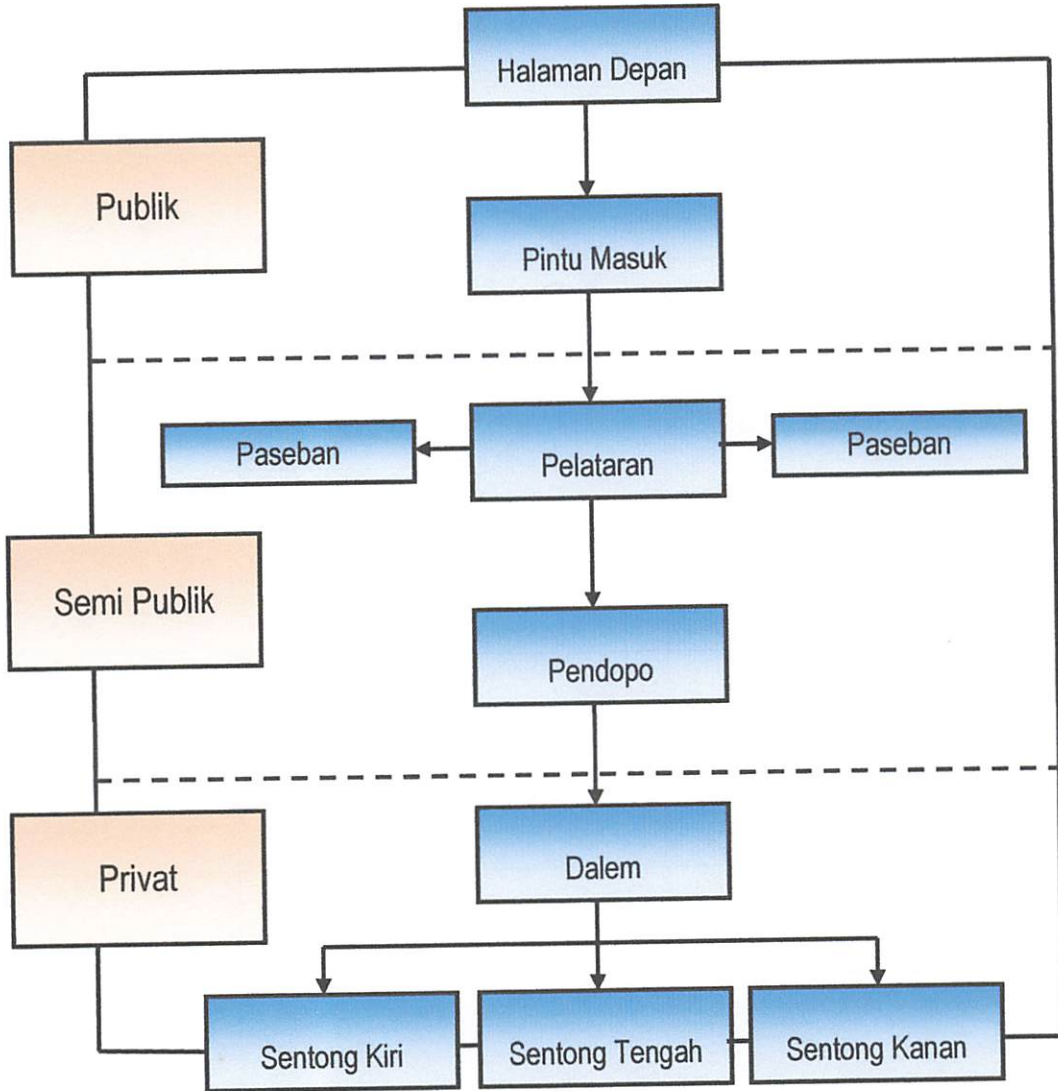 Halaman Depan
Publik
Pintu Masuk
Paseban
Pelataran
Paseban
Semi Publik
Pendopo
Privat
Dalem
Sentong Kiri
Sentong Tengah
Sentong Kanan